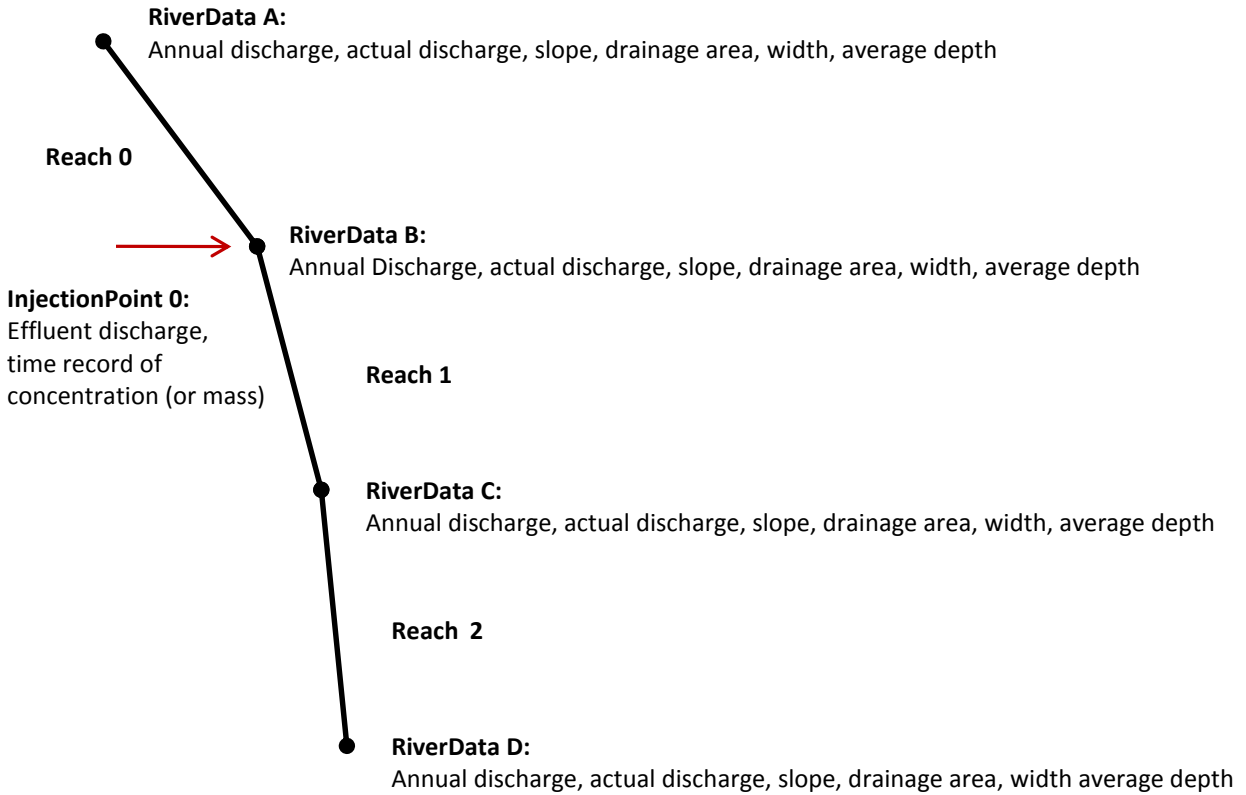 RiverData A:
Annual discharge, actual discharge, slope, drainage area, width, average depth
Reach 0
RiverData B:
Annual Discharge, actual discharge, slope, drainage area, width, average depth
InjectionPoint 0:
Effluent discharge,
time record of
concentration (or mass)
Reach 1
RiverData C:
Annual discharge, actual discharge, slope, drainage area, width, average depth
Reach 2
RiverData D:
Annual discharge, actual discharge, slope, drainage area, width average depth